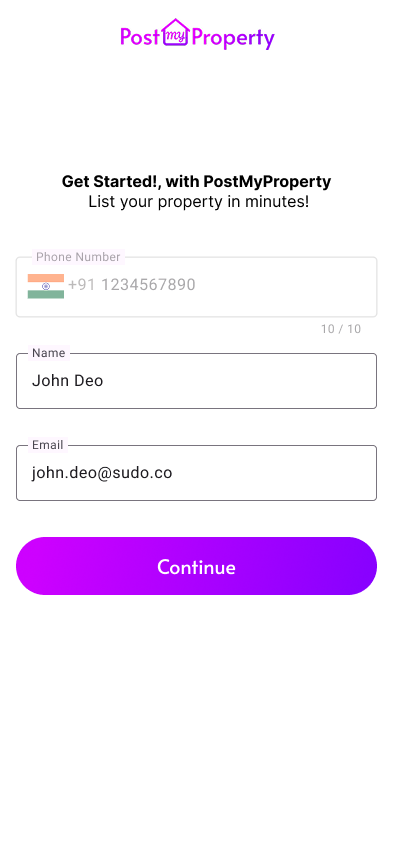 Post my Property
Get Started!, with PostMyProperty
List your property in minutes!
Phone Number
+91 1234567890
10 / 10
Name
John Deo
Email
john.deo@sudo.co
Continue